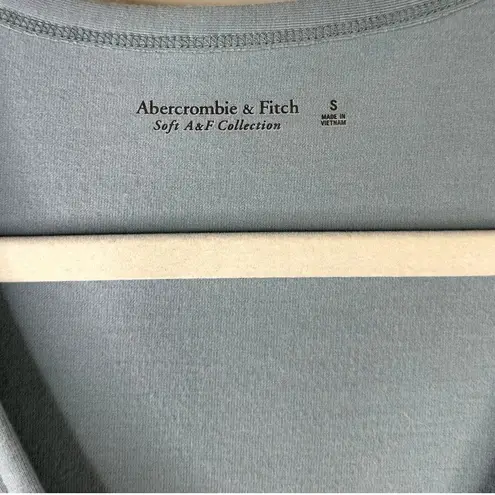 Abercrombie & Fitch
Soft A&F Collection
S
MADE IN
VIETNAM